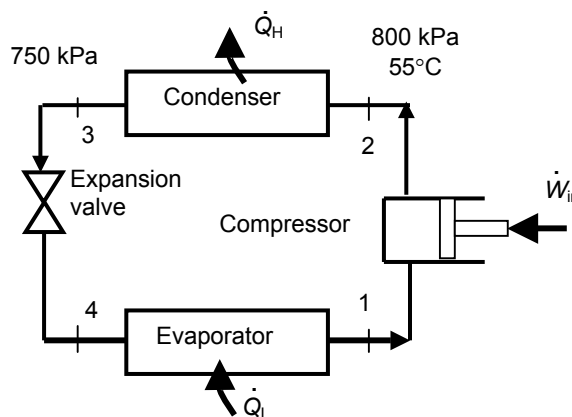 Q̇H
750 kPa
800 kPa
55°C
Condenser
3
2
Expansion
valve
Compressor
Ẇin
4
1
Evaporator
Q̇L